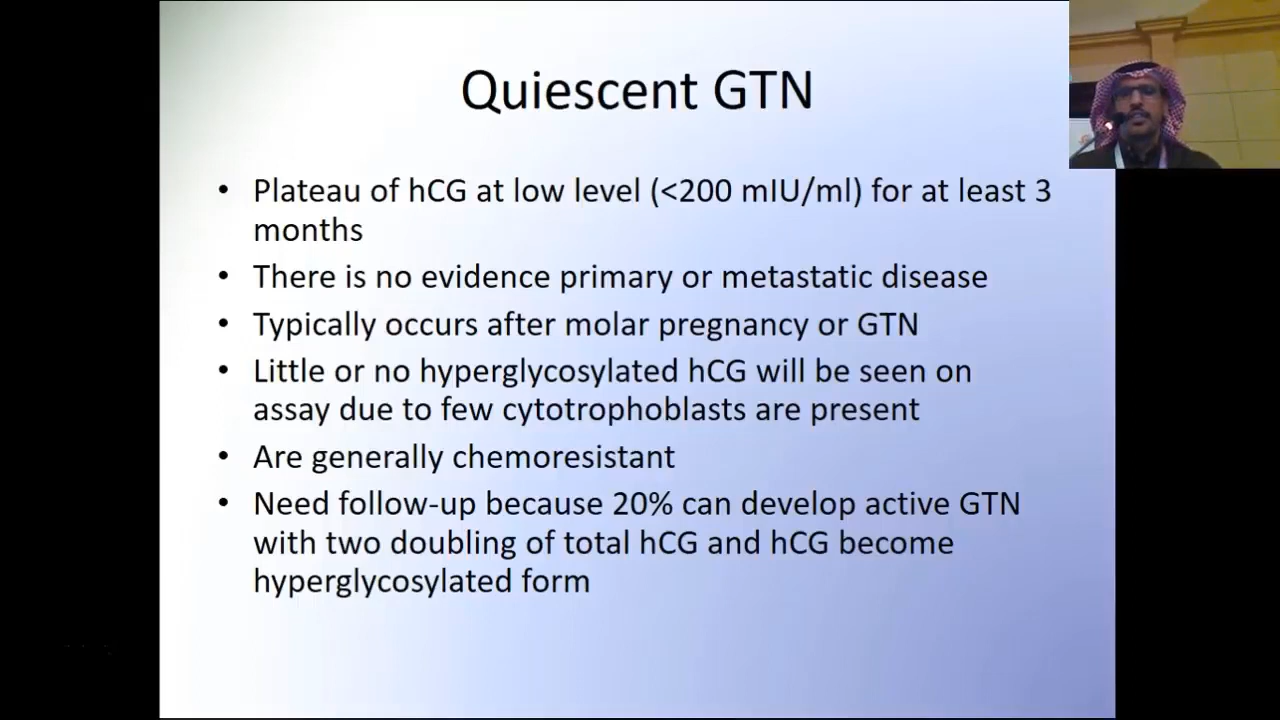 Quiescent GTN
• Plateau of hCG at low level (<200 mIU/ml) for at least 3
months
• There is no evidence primary or metastatic disease
• Typically occurs after molar pregnancy or GTN
• Little or no hyperglycosylated hCG will be seen on
assay due to few cytotrophoblasts are present
• Are generally chemoresistant
• Need follow-up because 20% can develop active GTN
with two doubling of total hCG and hCG become
hyperglycosylated form